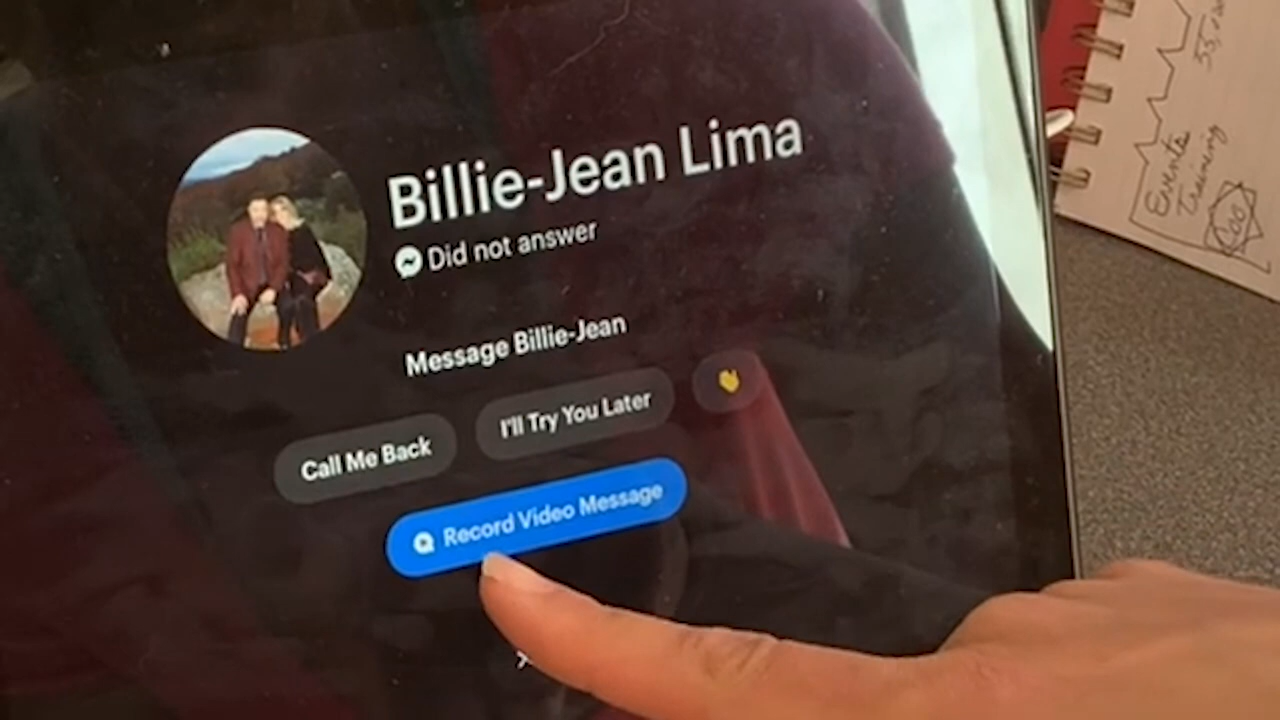 Billie-Jean Lima
Did not answer
Message Billie-Jean
Call Me Back
I'll Try You Later
Record Video Message
Events
Training